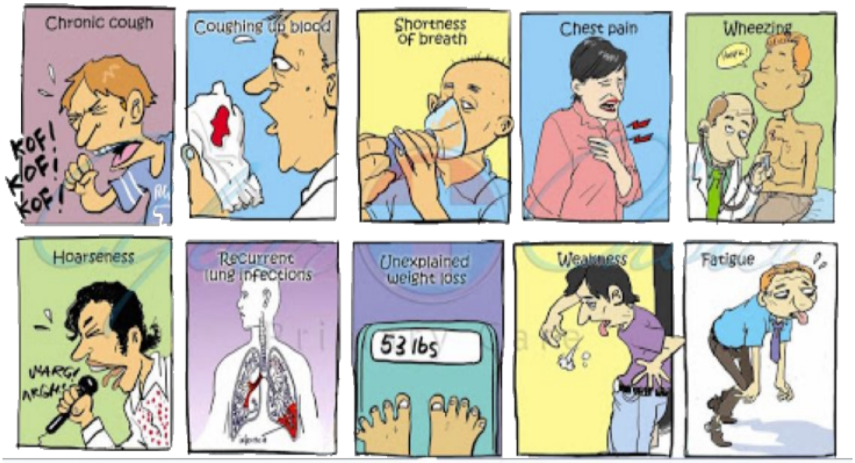 Chronic cough
KOF!
KOF!
KOF!
Coughing up blood
Shortness
of breath
Chest pain
Wheezing
Hoarseness
ARGH!
Recurrent
lung infections
Unexplained
weight loss
53 lbs
Weakness
Fatigue